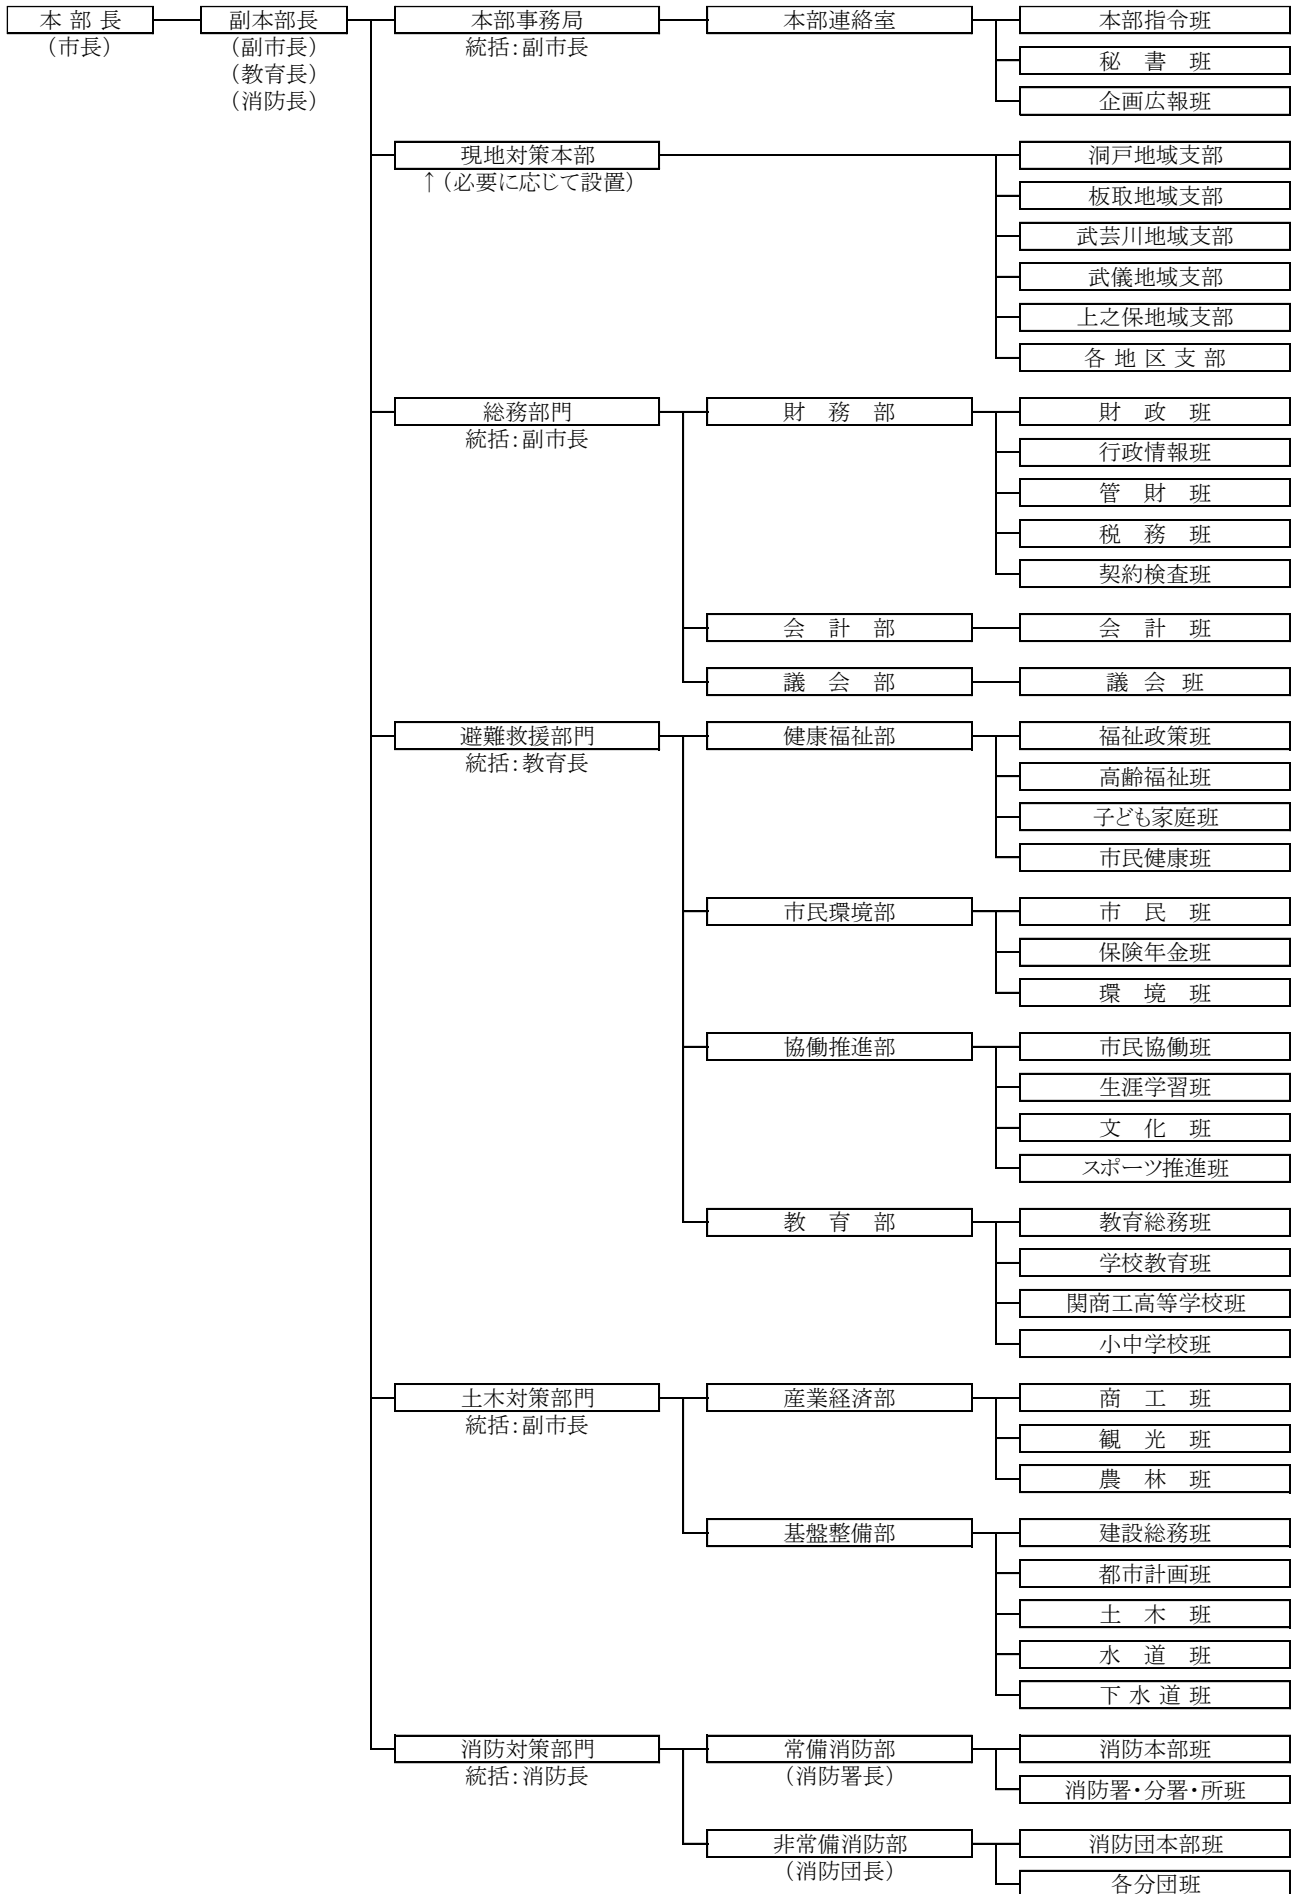 本 部 長 副本部長 本部事務局 本部連絡室 本部指令班
（市長） （副市長） 統括：副市長
（教育長） 秘　書　班
（消防長） 企画広報班
現地対策本部 洞戸地域支部
↑（必要に応じて設置）
板取地域支部
武芸川地域支部
武儀地域支部
上之保地域支部
各 地 区 支 部
総務部門 財　務　部 財　政　班
統括：副市長
行政情報班
管　財　班
税　務　班
契約検査班
会　計　部 会　計　班
議　会　部 議 会 班
避難救援部門 健康福祉部 福祉政策班
統括：教育長
高齢福祉班
子ども家庭班
市民健康班
市民環境部 市　民　班
保険年金班
環　境　班
協働推進部 市民協働班
生涯学習班
文　化　班
スポーツ推進班
教　育　部 教育総務班
学校教育班
関商工高等学校班
小中学校班
土木対策部門 産業経済部 商　工　班
統括：副市長
観　光　班
農　林　班
基盤整備部 建設総務班
都市計画班
土　木　班
水　道　班
下 水 道 班
消防対策部門 常備消防部 消防本部班
統括：消防長 （消防署長）
消防署・分署・所班
非常備消防部 消防団本部班
（消防団長）
各分団班